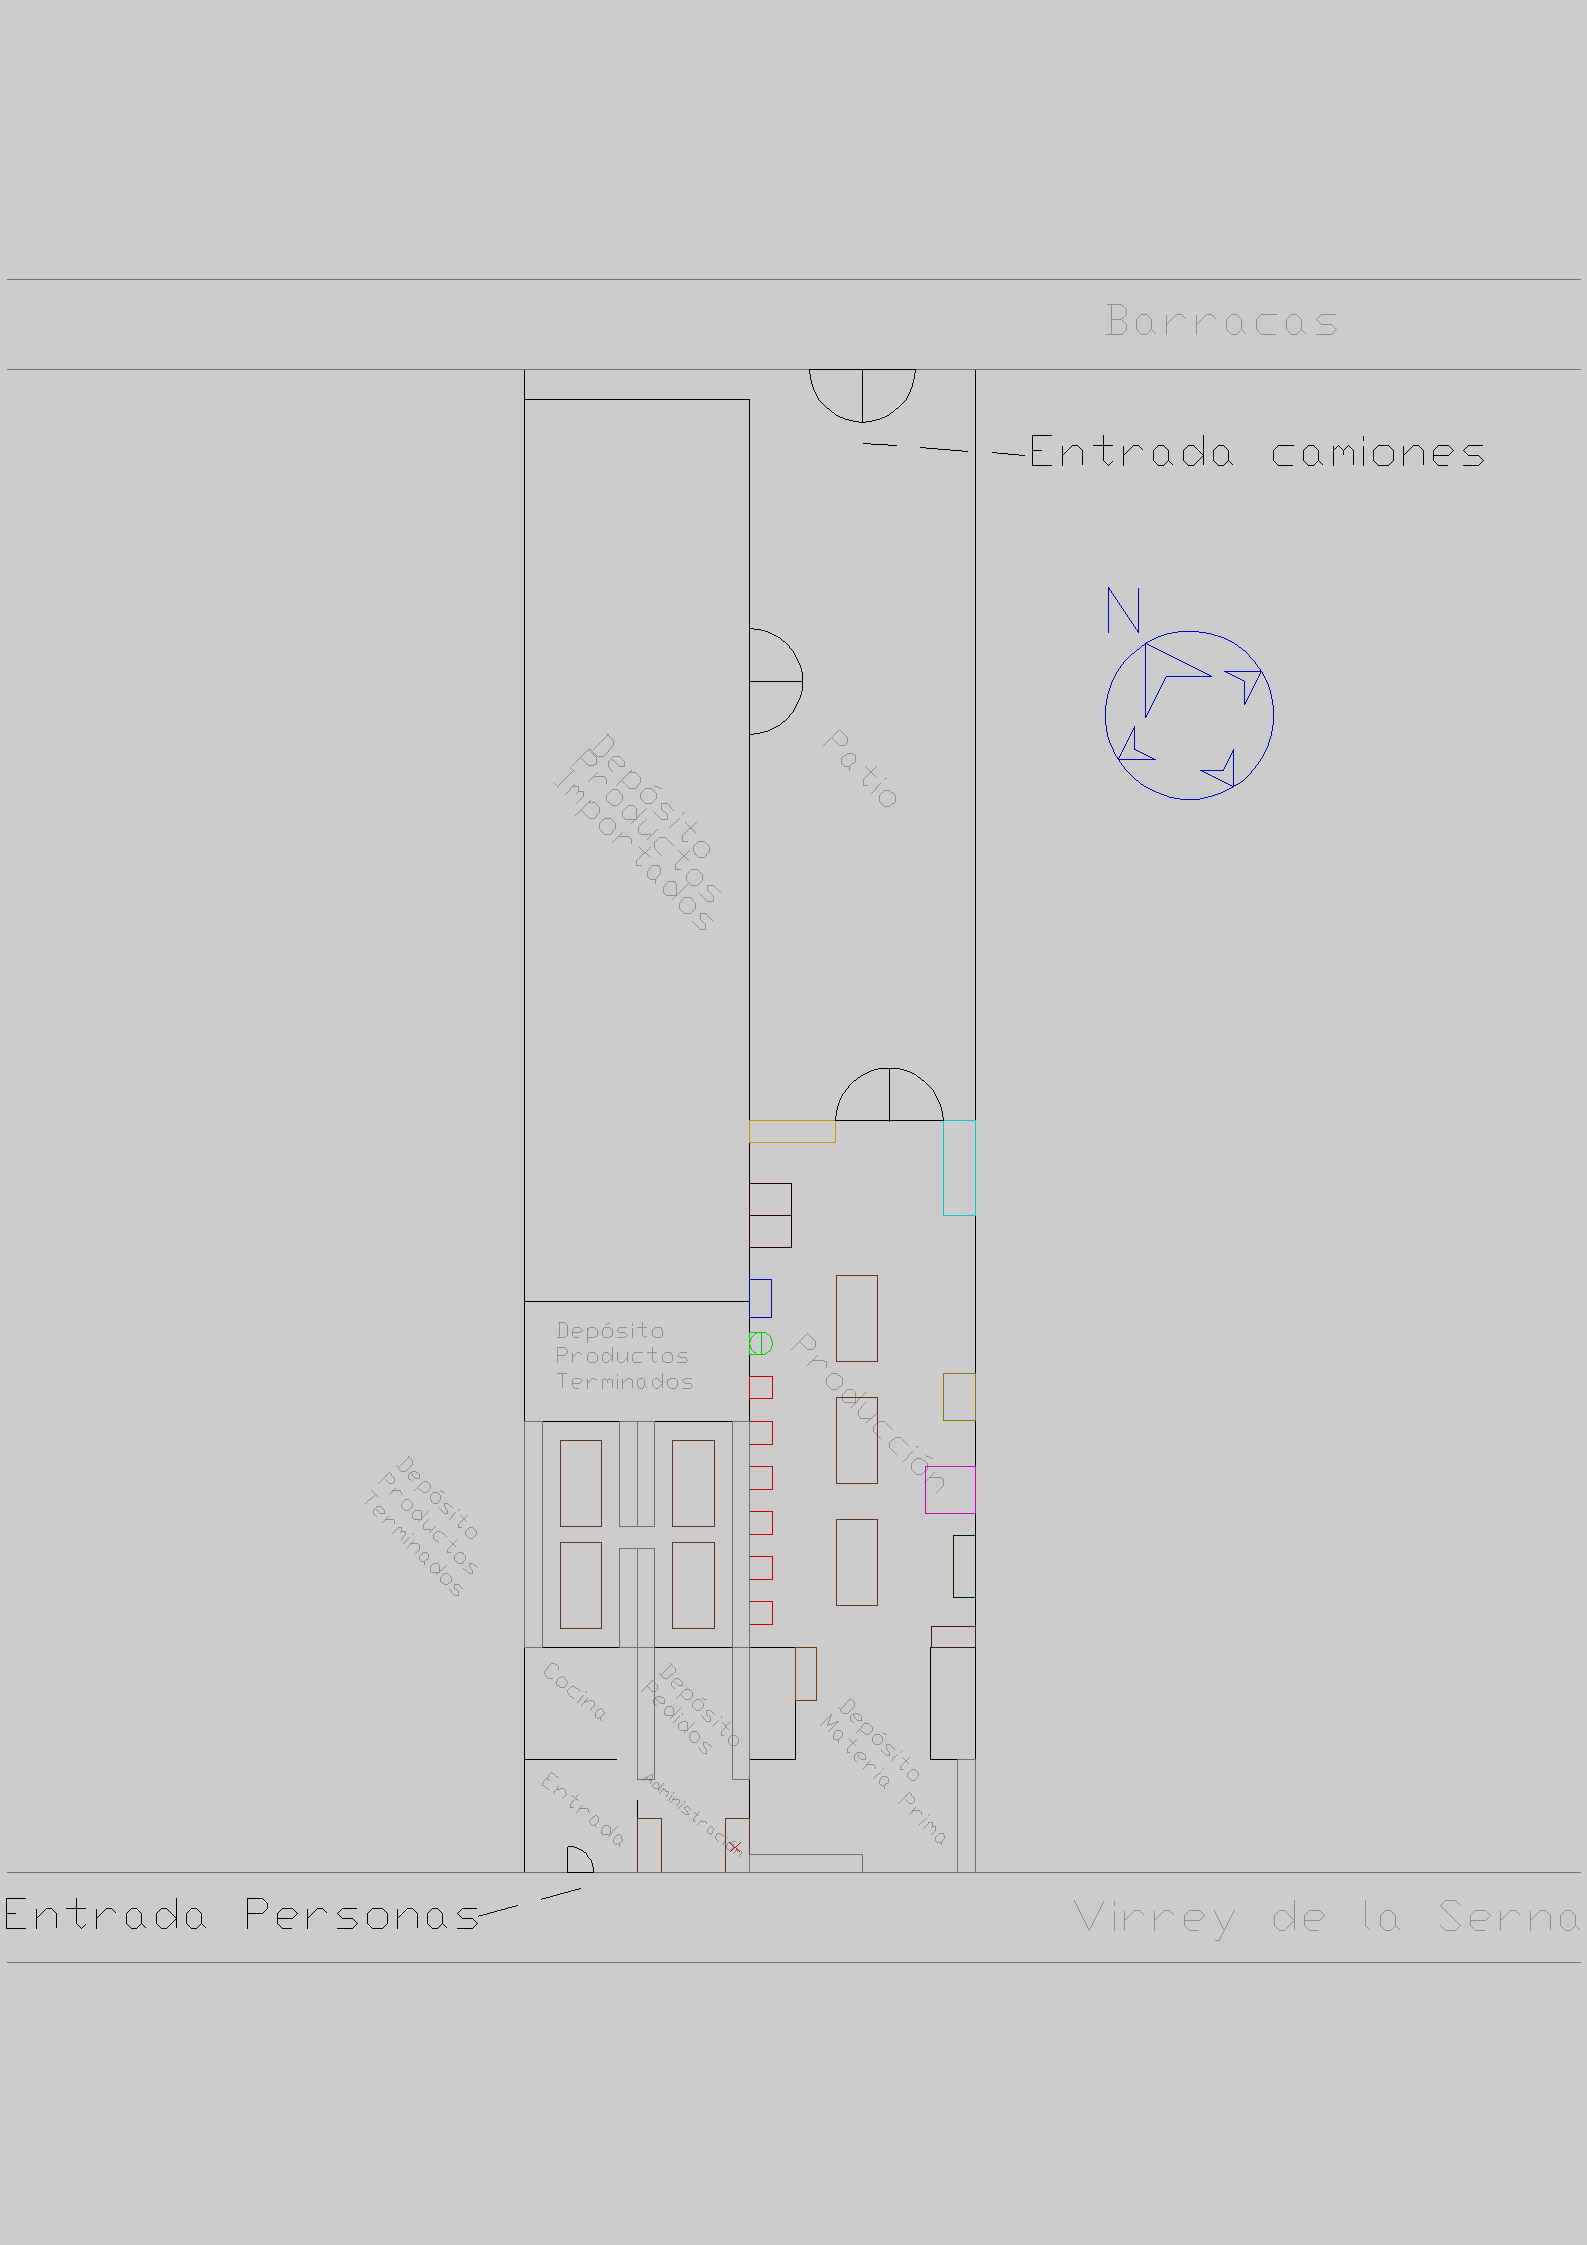 Barracas
Entrada camiones
N
Depósito
Productos
Importados
Patio
Depósito
Productos
Terminados
Producción
Depósito
Productos
Terminados
Cocina
Depósito
Pedidos
Depósito
Materia Prima
Entrada
Administración
Entrada Personas
Virrey de la Serna